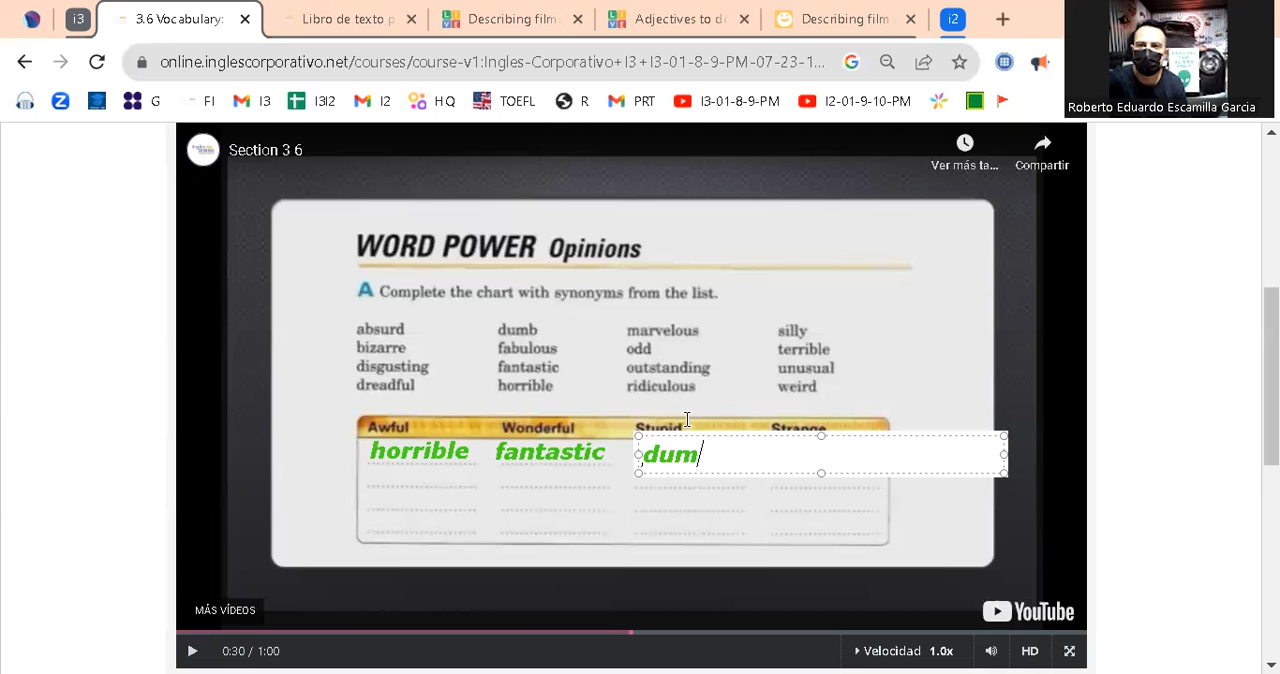 i3
3.6 Vocabulary:
Libro de texto p
Describing film
Adjectives to d
Describing film
i2
online.inglescorporativo.net/courses/course-v1:Ingles-Corporativo+I3+I3-01-8-9-PM-07-23-1...
G
FI
I3
I3I2
I2
HQ
TOEFL
R
PRT
I3-01-8-9-PM
I2-01-9-10-PM
Roberto Eduardo Escamilla Garcia
Section 3 6
Ver más ta...
Compartir
WORD POWER Opinions
A Complete the chart with synonyms from the list.
absurd dumb marvelous silly
bizarre fabulous odd terrible
disgusting fantastic outstanding unusual
dreadful horrible ridiculous weird
Awful Wonderful Stupid Strange
horrible fantastic dum
MÁS VÍDEOS
YouTube
0:30 / 1:00
Velocidad 1.0x
HD